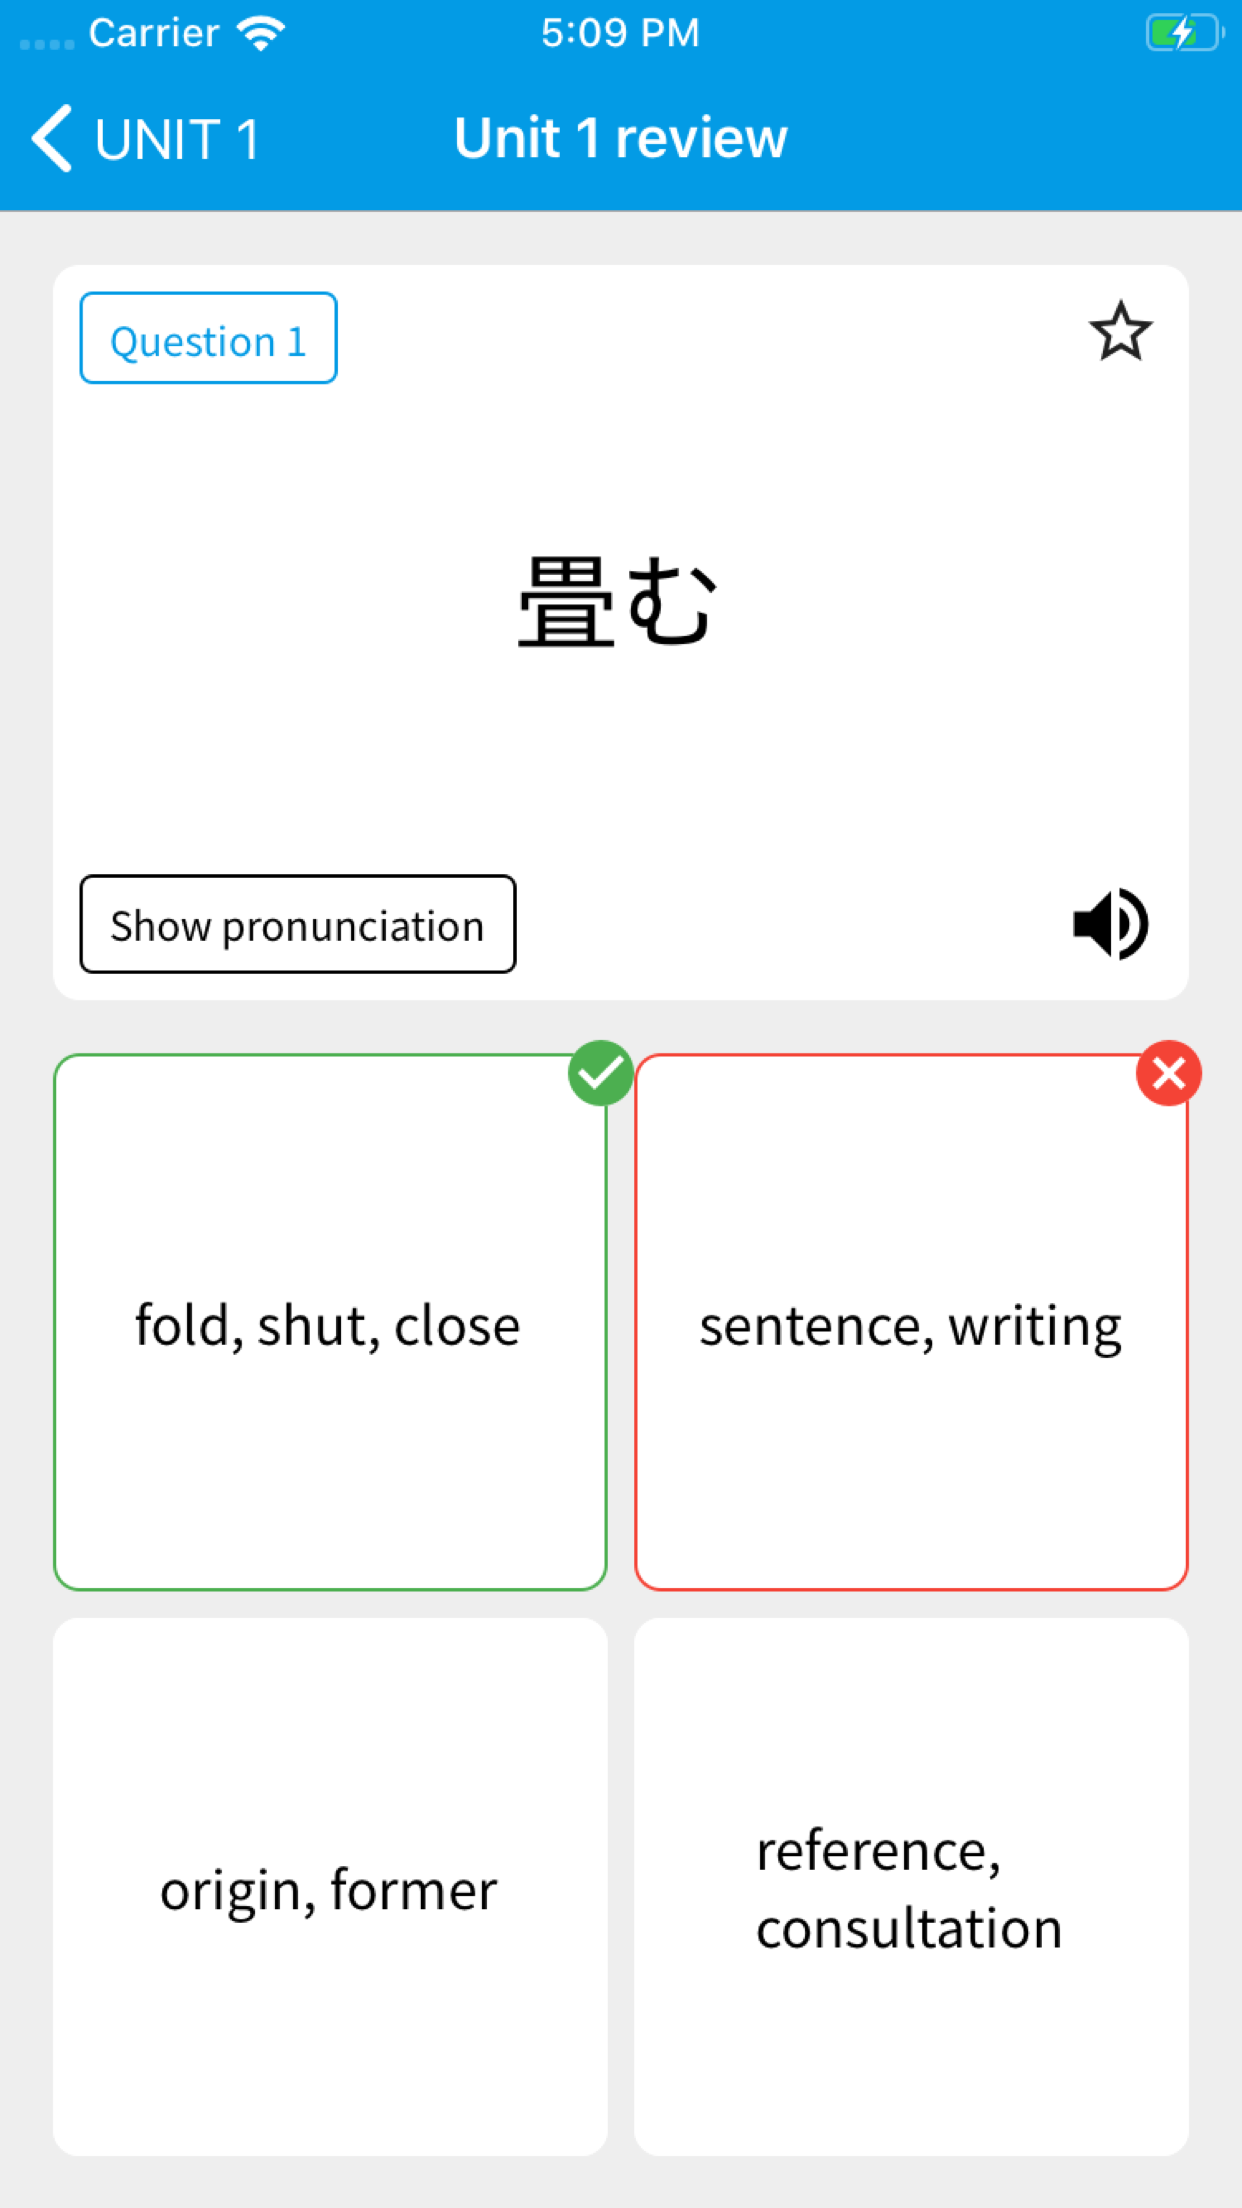 Carrier 5:09 PM
UNIT 1 Unit 1 review
Question 1
畳む
Show pronunciation
fold, shut, close
sentence, writing
origin, former
reference,
consultation